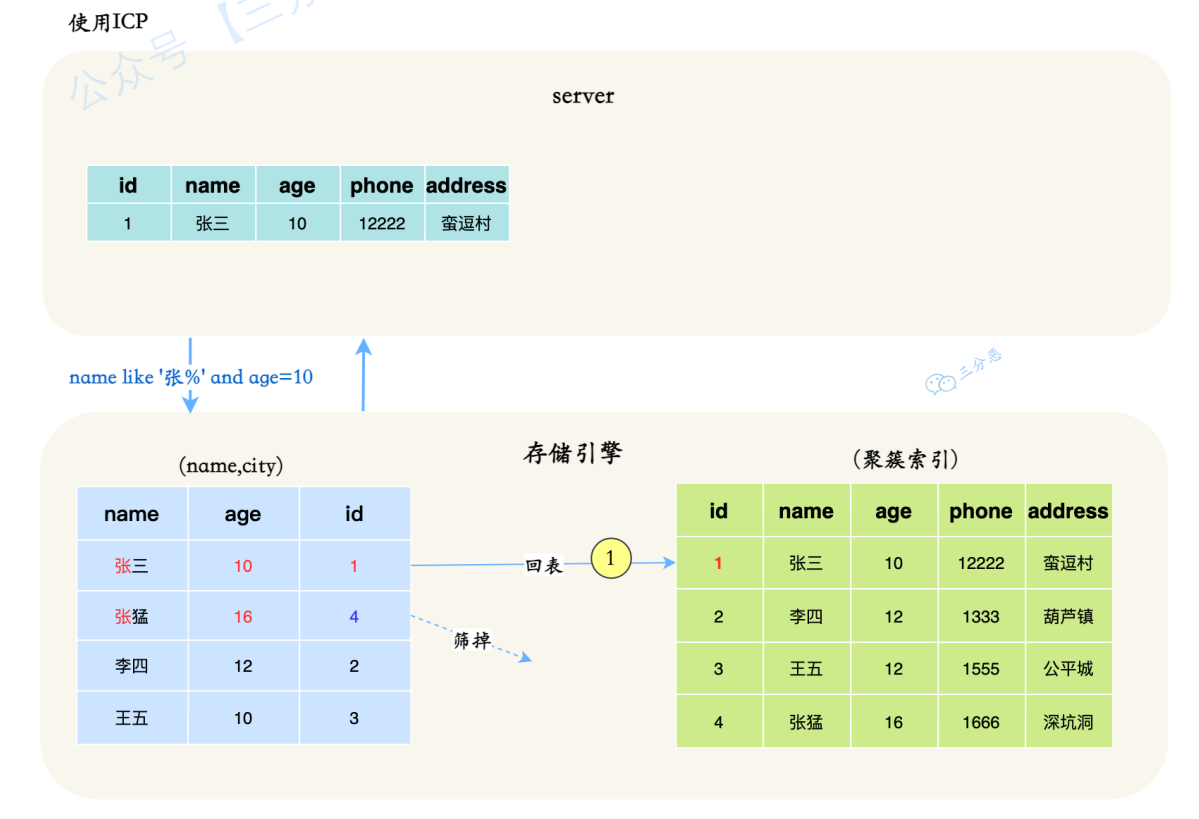 使用ICP
公众号【三分
server
id name age phone address
1 张三 10 12222 蛮逗村
name like '张%' and age=10
三分恶
存储引擎
(name,city)
(聚簇索引)
name age id
张三 10 1
张猛 16 4
李四 12 2
王五 10 3
回表
1
筛掉
id name age phone address
1 张三 10 12222 蛮逗村
2 李四 12 1333 葫芦镇
3 王五 12 1555 公平城
4 张猛 16 1666 深坑洞